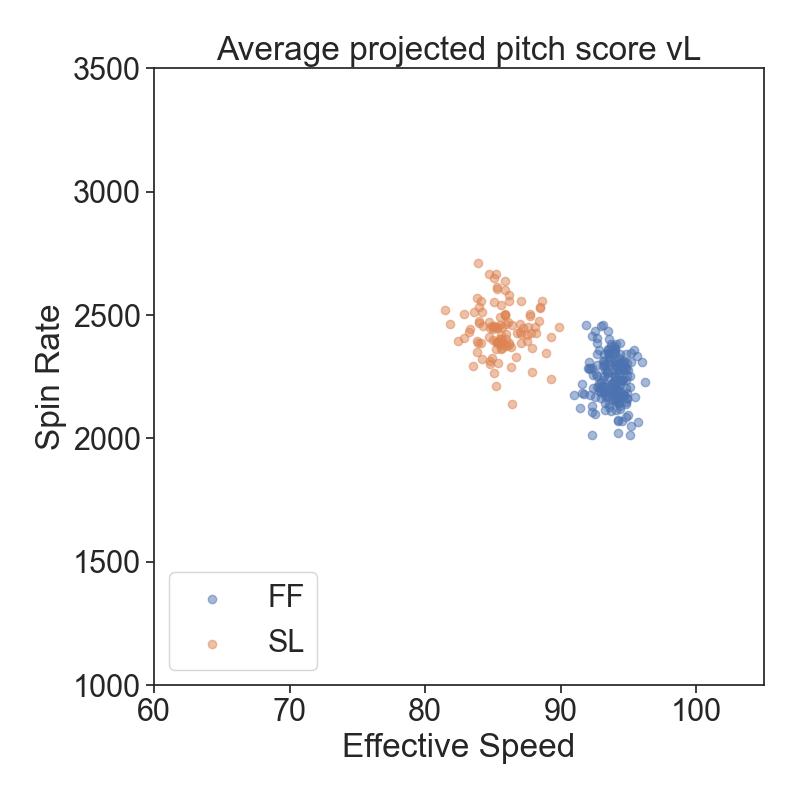 Average projected pitch score vL
3500
3000
2500
2000
1500
1000
Spin Rate
FF
SL
60 70 80 90 100
Effective Speed